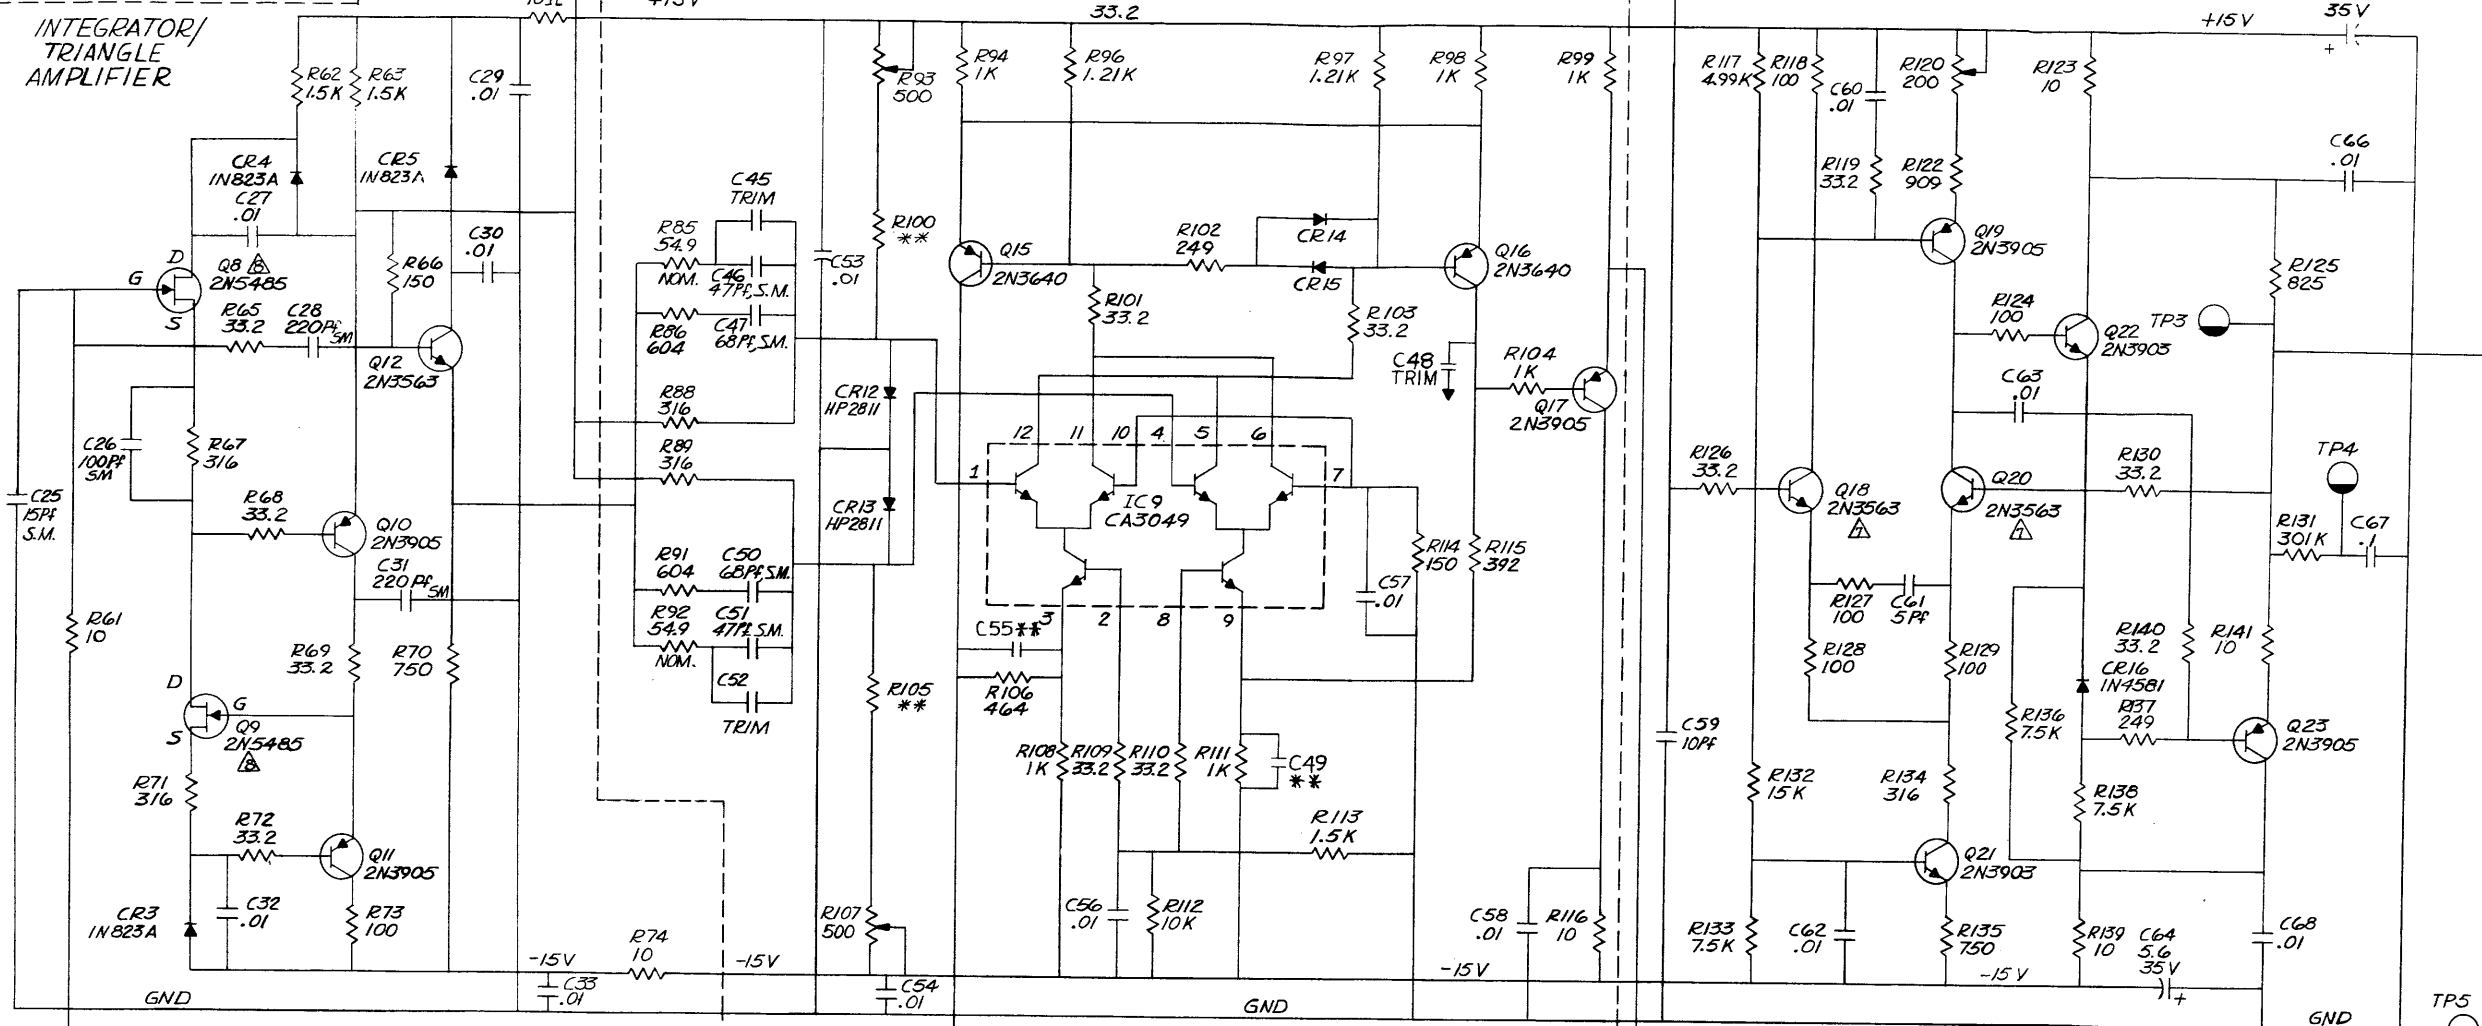 INTEGRATOR/
TRIANGLE
AMPLIFIER
+15V
33.2
+15V
35V
+
R62
1.5K
R63
1.5K
C29
.01
CR4
1N823A
CR5
1N823A
C27
.01
D
G
S
Q8
8
2N5485
R66
150
C30
.01
R65
33.2
C28
220Pf
SM
Q12
2N3563
C26
100Pf
SM
R67
316
C25
15Pf
S.M.
R68
33.2
Q10
2N3905
C31
220Pf
SM
R61
10
R69
33.2
R70
750
D
G
S
Q9
2N5485
8
R71
316
R72
33.2
Q11
2N3905
CR3
1N823A
C32
.01
R73
100
GND
-15V
C33
.01
R74
10
-15V
C45
TRIM
R85
54.9
NOM.
C46
47Pf,S.M.
R86
604
C47
68Pf,S.M.
R88
316
R89
316
R91
604
C50
68Pf,S.M.
R92
54.9
NOM.
C51
47Pf,S.M.
C52
TRIM
R93
500
R100
**
C53
.01
CR12
HP2811
CR13
HP2811
R105
**
R107
500
C54
.01
R94
1K
R96
1.21K
R97
1.21K
R98
1K
R99
1K
Q15
2N3640
R102
249
CR14
CR15
Q16
2N3640
R101
33.2
R103
33.2
C48
TRIM
R104
1K
Q17
2N3905
12
11
10
4
5
6
1
7
IC9
CA3049
3
2
8
9
C55**
R106
464
R108
1K
R109
33.2
R110
33.2
R111
1K
C49
**
C57
.01
R114
150
R115
392
R113
1.5K
C56
.01
R112
10K
C58
.01
R116
10
-15V
GND
R117
4.99K
R118
100
C60
.01
R120
200
R123
10
R119
33.2
R122
909
Q19
2N3905
R124
100
Q22
2N3903
TP3
C66
.01
R125
825
C63
.01
R126
33.2
Q18
2N3563
7
Q20
2N3563
7
R130
33.2
TP4
R131
301K
C67
.1
R127
100
C61
5Pf
R128
100
R129
100
R140
33.2
R141
10
CR16
1N4581
R137
249
R136
7.5K
Q23
2N3905
C59
10Pf
R132
15K
R134
316
R138
7.5K
Q21
2N3903
R133
7.5K
C62
.01
R135
750
R139
10
C64
5.6
35V
+
C68
.01
-15V
TP5
GND